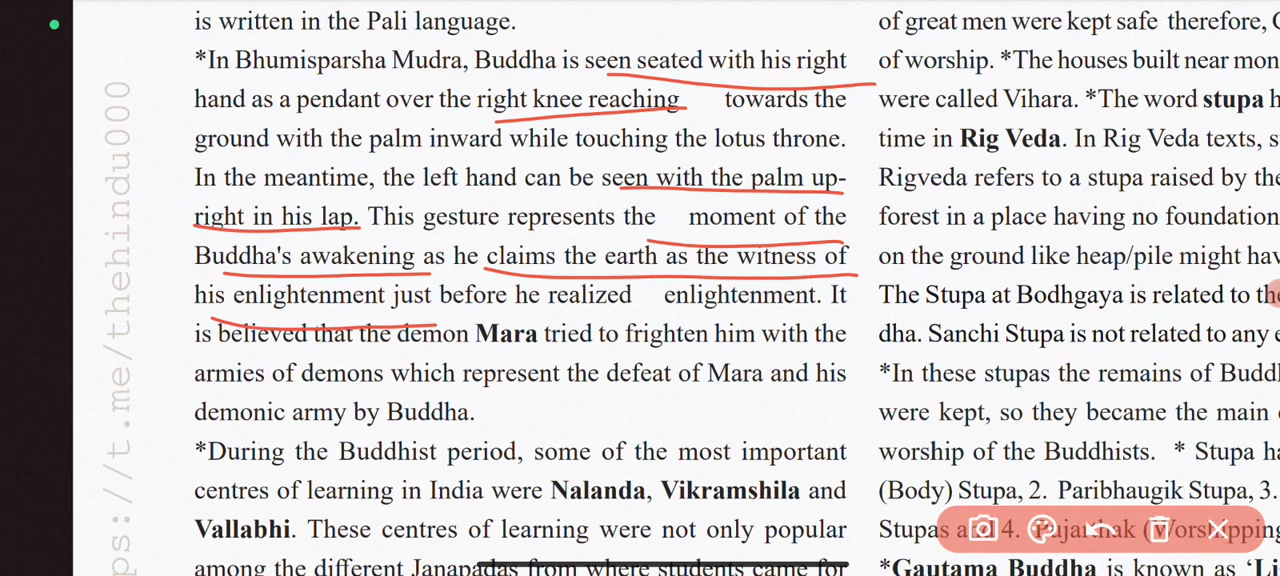 is written in the Pali language.
*In Bhumisparsha Mudra, Buddha is seen seated with his right
hand as a pendant over the right knee reaching towards the
ground with the palm inward while touching the lotus throne.
In the meantime, the left hand can be seen with the palm up-
right in his lap. This gesture represents the moment of the
Buddha's awakening as he claims the earth as the witness of
his enlightenment just before he realized enlightenment. It
is believed that the demon Mara tried to frighten him with the
armies of demons which represent the defeat of Mara and his
demonic army by Buddha.
*During the Buddhist period, some of the most important
centres of learning in India were Nalanda, Vikramshila and
Vallabhi. These centres of learning were not only popular
among the different Janapadas from where students came for
of great men were kept safe therefore,
of worship. *The houses built near
were called Vihara. *The word stupa
time in Rig Veda. In Rig Veda texts,
Rigveda refers to a stupa raised by
forest in a place having no foundation
on the ground like heap/pile might
The Stupa at Bodhgaya is related to
dha. Sanchi Stupa is not related to any
*In these stupas the remains of
were kept, so they became the main
worship of the Buddhists. * Stupa
(Body) Stupa, 2. Paribhaugik Stupa, 3.
Stupas and 4. Pujarthak (Worshipping
*Gautama Buddha is known as
ps://t.me/thehindu000